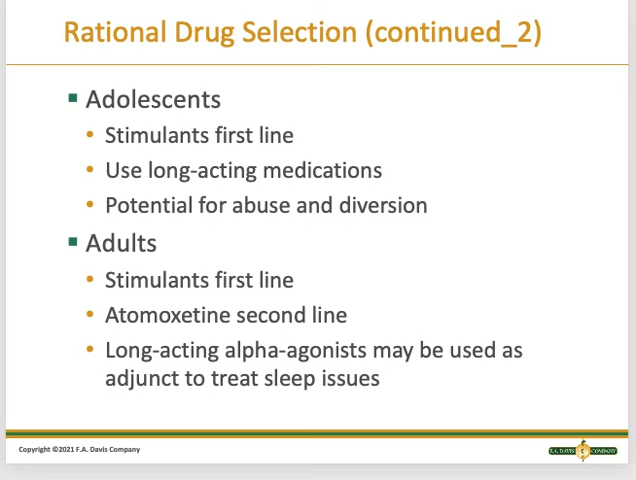 Rational Drug Selection (continued_2)
▪ Adolescents
• Stimulants first line
• Use long-acting medications
• Potential for abuse and diversion
▪ Adults
• Stimulants first line
• Atomoxetine second line
• Long-acting alpha-agonists may be used as
adjunct to treat sleep issues
Copyright ©2021 F.A. Davis Company
F.A. DAVIS COMPANY